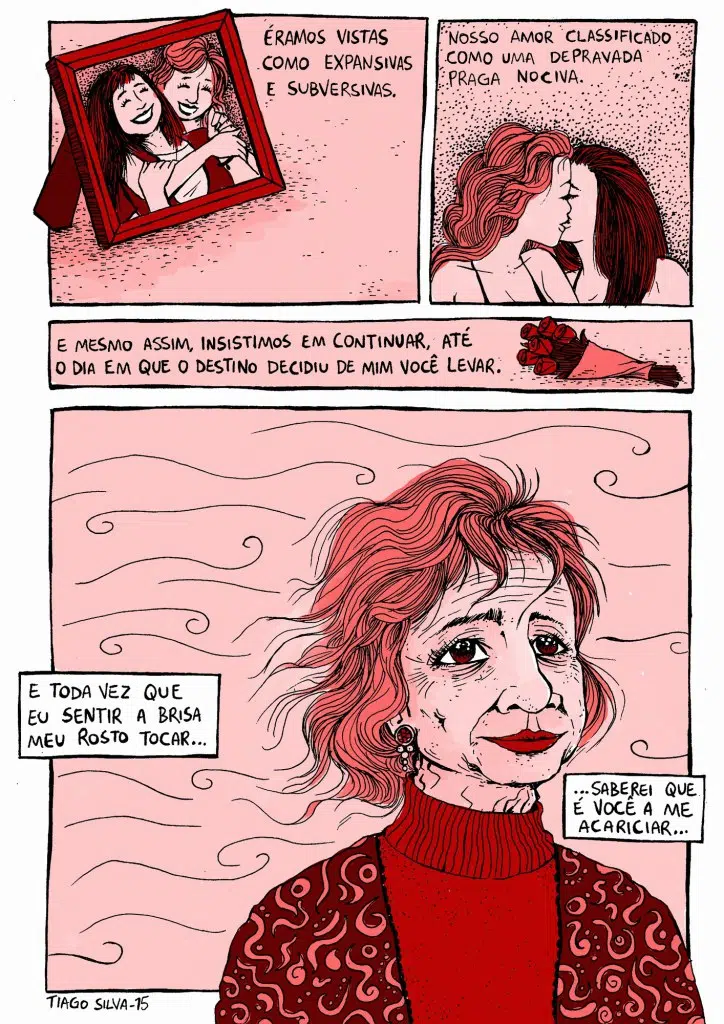 ÉRAMOS VISTAS
COMO EXPANSIVAS
E SUBVERSIVAS.
NOSSO AMOR CLASSIFICADO
COMO UMA DEPRAVADA
PRAGA NOCIVA.
E MESMO ASSIM, INSISTIMOS EM CONTINUAR, ATÉ
O DIA EM QUE O DESTINO DECIDIU DE MIM VOCÊ LEVAR.
E TODA VEZ QUE
EU SENTIR A BRISA
MEU ROSTO TOCAR...
...SABEREI QUE
É VOCÊ A ME
ACARICIAR...
TIAGO SILVA-15